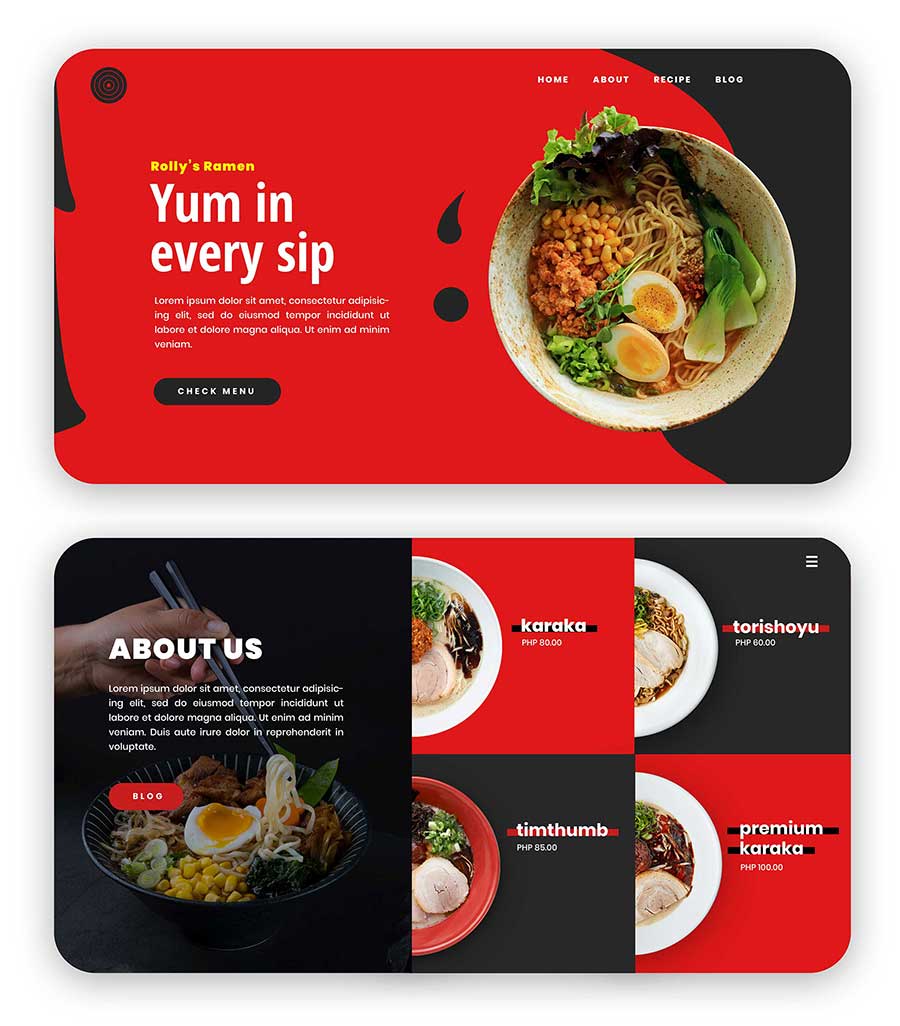 HOME ABOUT RECIPE BLOG
Rolly's Ramen
Yum in
every sip
Lorem ipsum dolor sit amet, consectetur adipisic-
ing elit, sed do eiusmod tempor incididunt ut
labore et dolore magna aliqua. Ut enim ad minim
veniam.
CHECK MENU
ABOUT US
Lorem ipsum dolor sit amet, consectetur adipisic-
ing elit, sed do eiusmod tempor incididunt ut
labore et dolore magna aliqua. Ut enim ad minim
veniam. Duis aute irure dolor in reprehenderit in
voluptate.
BLOG
karaka
PHP 80.00
torishoyu
PHP 60.00
timthumb
PHP 85.00
premium
karaka
PHP 100.00